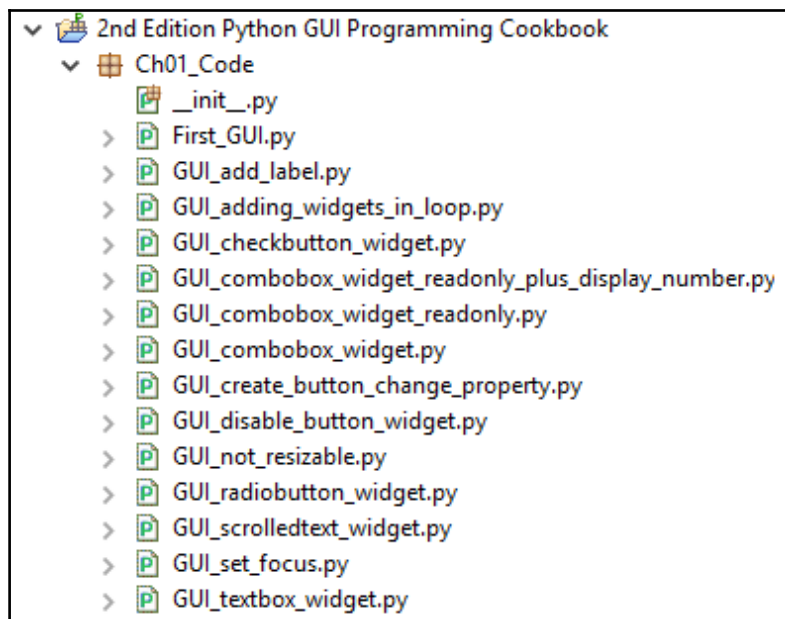 2nd Edition Python GUI Programming Cookbook
Ch01_Code
__init__.py
First_GUI.py
GUI_add_label.py
GUI_adding_widgets_in_loop.py
GUI_checkbutton_widget.py
GUI_combobox_widget_readonly_plus_display_number.py
GUI_combobox_widget_readonly.py
GUI_combobox_widget.py
GUI_create_button_change_property.py
GUI_disable_button_widget.py
GUI_not_resizable.py
GUI_radiobutton_widget.py
GUI_scrolledtext_widget.py
GUI_set_focus.py
GUI_textbox_widget.py